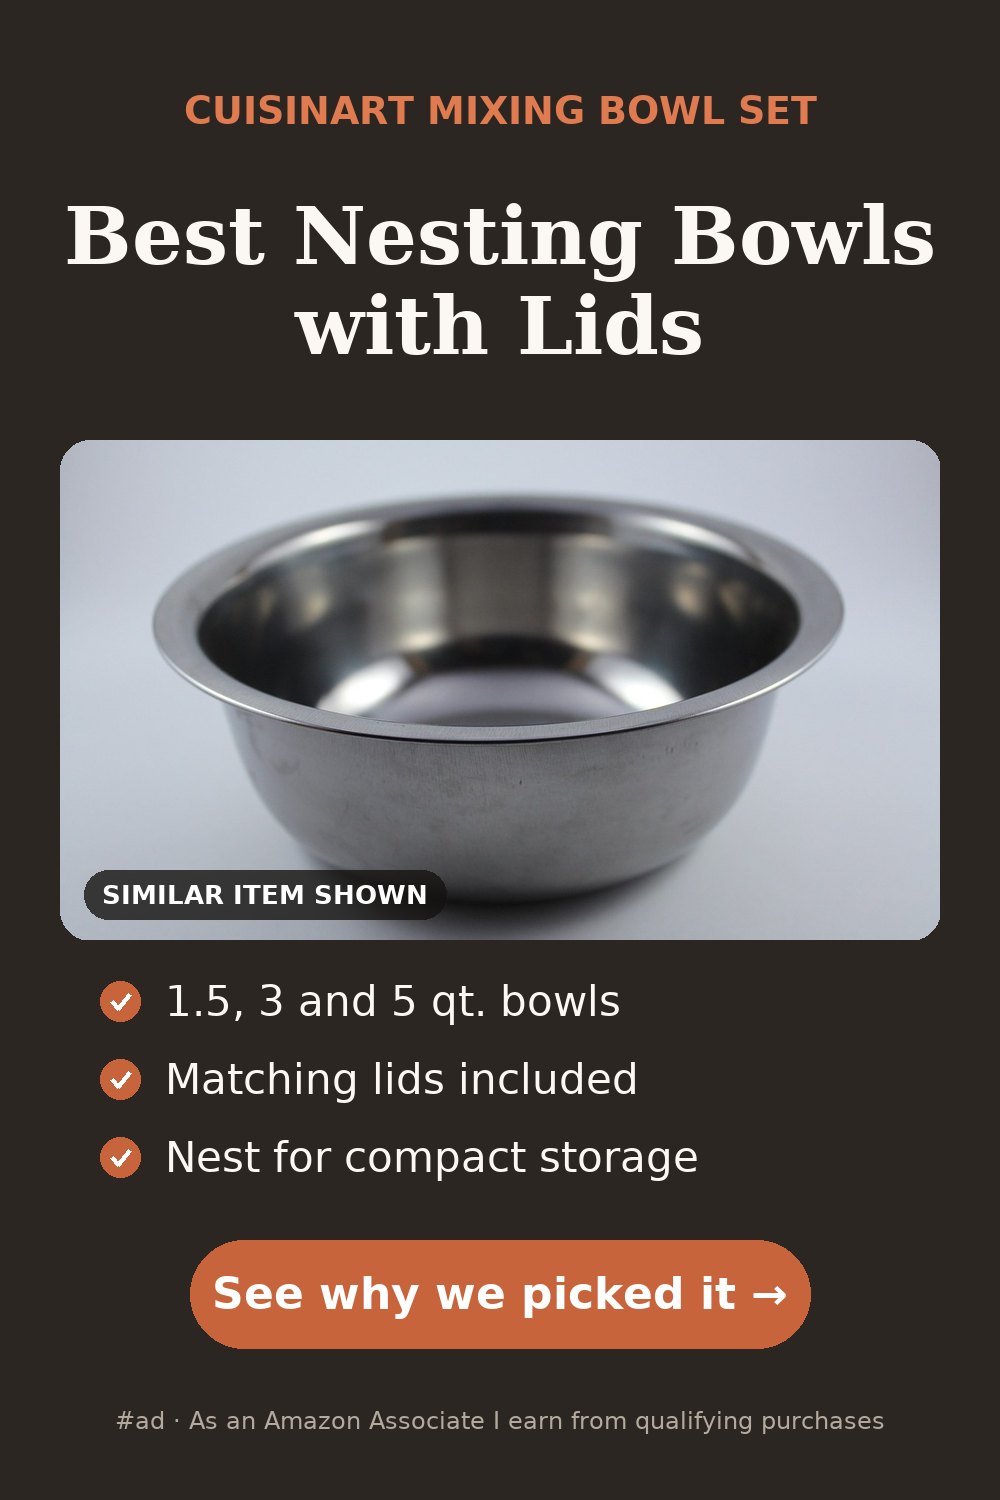 CUISINART MIXING BOWL SET
Best Nesting Bowls
with Lids
SIMILAR ITEM SHOWN
1.5, 3 and 5 qt. bowls
Matching lids included
Nest for compact storage
See why we picked it →
#ad · As an Amazon Associate I earn from qualifying purchases